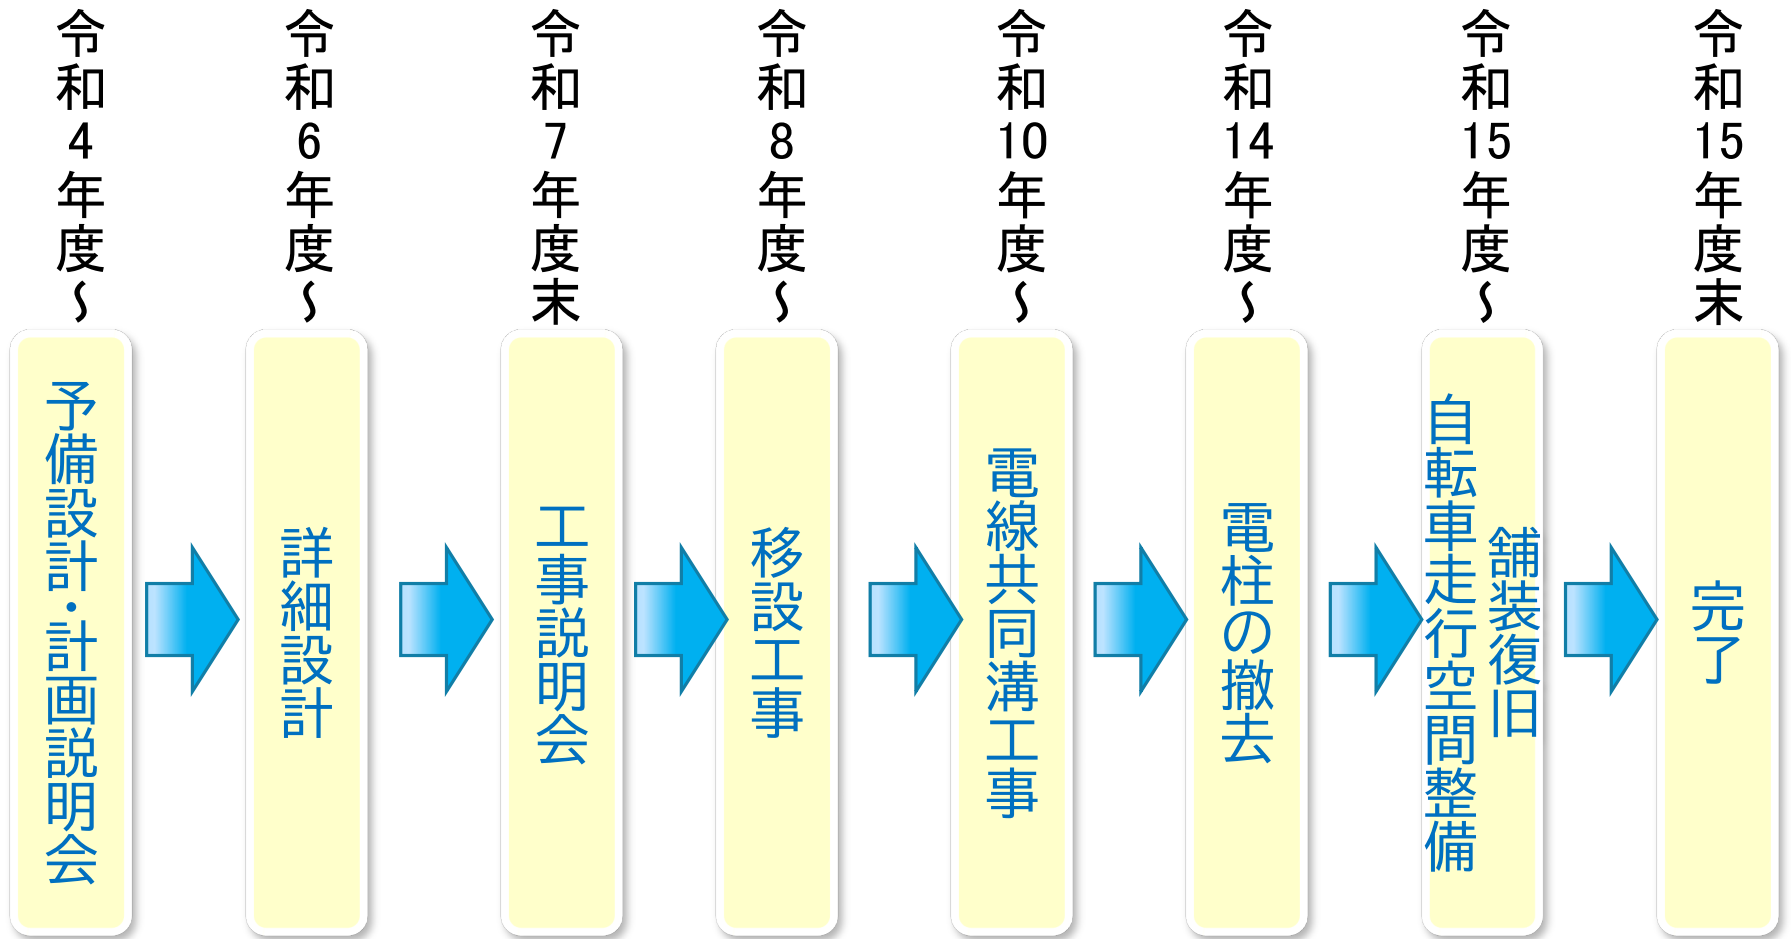 令和4年度～
予備設計・計画説明会
令和6年度～
詳細設計
令和7年度末
工事説明会
令和8年度～
移設工事
令和10年度～
電線共同溝工事
令和14年度～
電柱の撤去
令和15年度～
舗装復旧
自転車走行空間整備
令和15年度末
完了